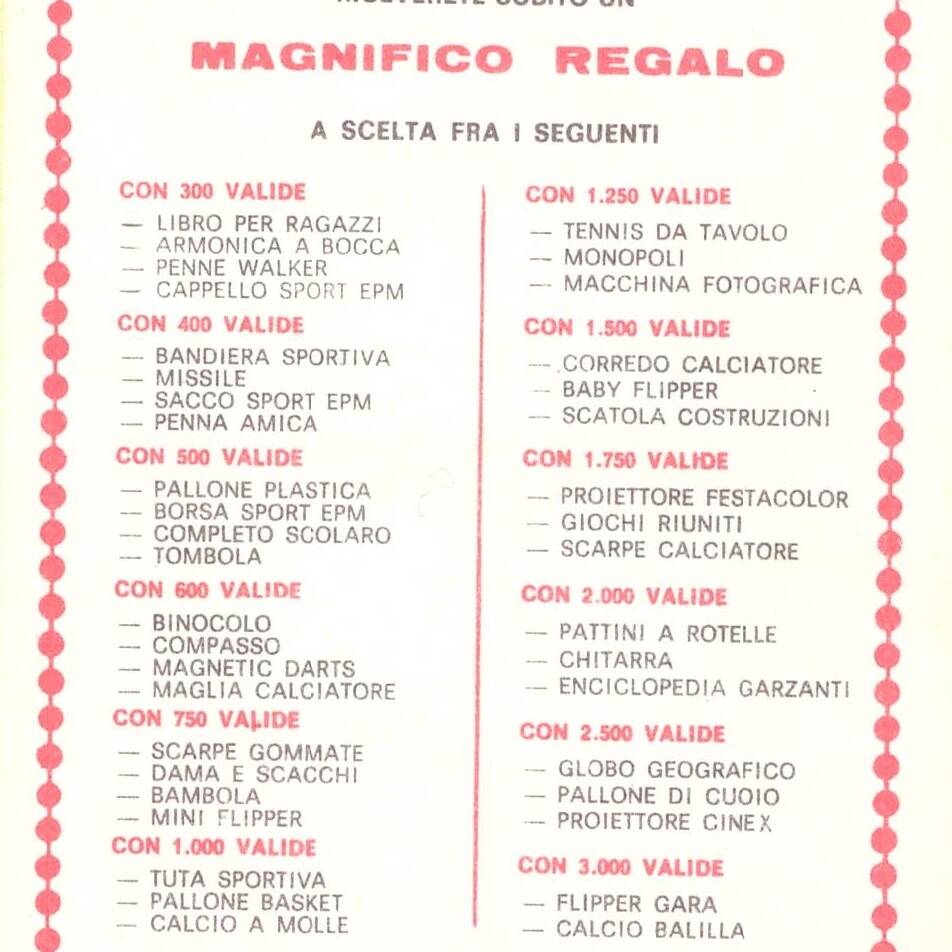 RICEVERETE SUBITO UN
MAGNIFICO REGALO
A SCELTA FRA I SEGUENTI
CON 300 VALIDE
— LIBRO PER RAGAZZI
— ARMONICA A BOCCA
— PENNE WALKER
— CAPPELLO SPORT EPM
CON 400 VALIDE
— BANDIERA SPORTIVA
— MISSILE
— SACCO SPORT EPM
— PENNA AMICA
CON 500 VALIDE
— PALLONE PLASTICA
— BORSA SPORT EPM
— COMPLETO SCOLARO
— TOMBOLA
CON 600 VALIDE
— BINOCOLO
— COMPASSO
— MAGNETIC DARTS
— MAGLIA CALCIATORE
CON 750 VALIDE
— SCARPE GOMMATE
— DAMA E SCACCHI
— BAMBOLA
— MINI FLIPPER
CON 1.000 VALIDE
— TUTA SPORTIVA
— PALLONE BASKET
— CALCIO A MOLLE
CON 1.250 VALIDE
— TENNIS DA TAVOLO
— MONOPOLI
— MACCHINA FOTOGRAFICA
CON 1.500 VALIDE
— CORREDO CALCIATORE
— BABY FLIPPER
— SCATOLA COSTRUZIONI
CON 1.750 VALIDE
— PROIETTORE FESTACOLOR
— GIOCHI RIUNITI
— SCARPE CALCIATORE
CON 2.000 VALIDE
— PATTINI A ROTELLE
— CHITARRA
— ENCICLOPEDIA GARZANTI
CON 2.500 VALIDE
— GLOBO GEOGRAFICO
— PALLONE DI CUOIO
— PROIETTORE CINEX
CON 3.000 VALIDE
— FLIPPER GARA
— CALCIO BALILLA